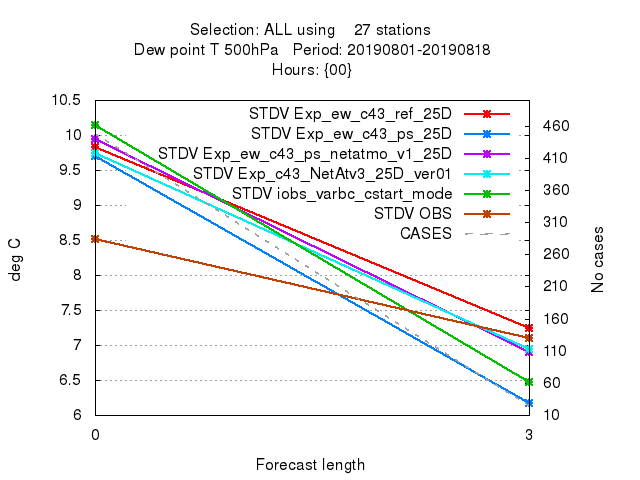 Selection: ALL using 27 stations
Dew point T 500hPa Period: 20190801-20190818
Hours: {00}
10.5
10
9.5
9
8.5
8
7.5
7
6.5
6
deg C
STDV Exp_ew_c43_ref_25D
STDV Exp_ew_c43_ps_25D
STDV Exp_ew_c43_ps_netatmo_v1_25D
STDV Exp_c43_NetAtv3_25D_ver01
STDV iobs_varbc_cstart_mode
STDV OBS
CASES
460
410
360
310
260
210
160
110
60
10
No cases
0
3
Forecast length